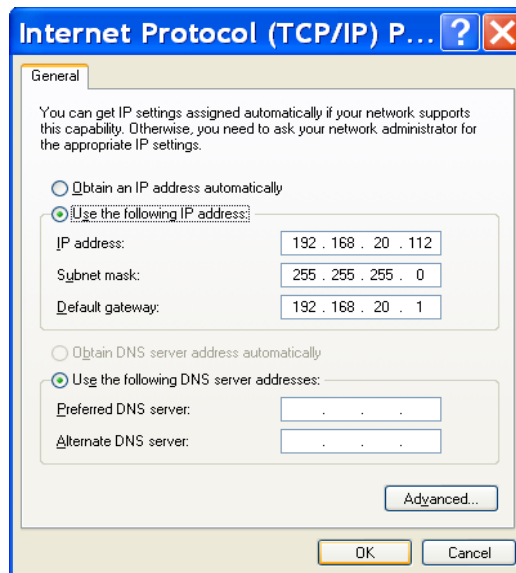 Internet Protocol (TCP/IP) P... ?
General
You can get IP settings assigned automatically if your network supports
this capability. Otherwise, you need to ask your network administrator for
the appropriate IP settings.
Obtain an IP address automatically
Use the following IP address:
IP address: 192 . 168 . 20 . 112
Subnet mask: 255 . 255 . 255 . 0
Default gateway: 192 . 168 . 20 . 1
Obtain DNS server address automatically
Use the following DNS server addresses:
Preferred DNS server: . . .
Alternate DNS server: . . .
Advanced...
OK Cancel